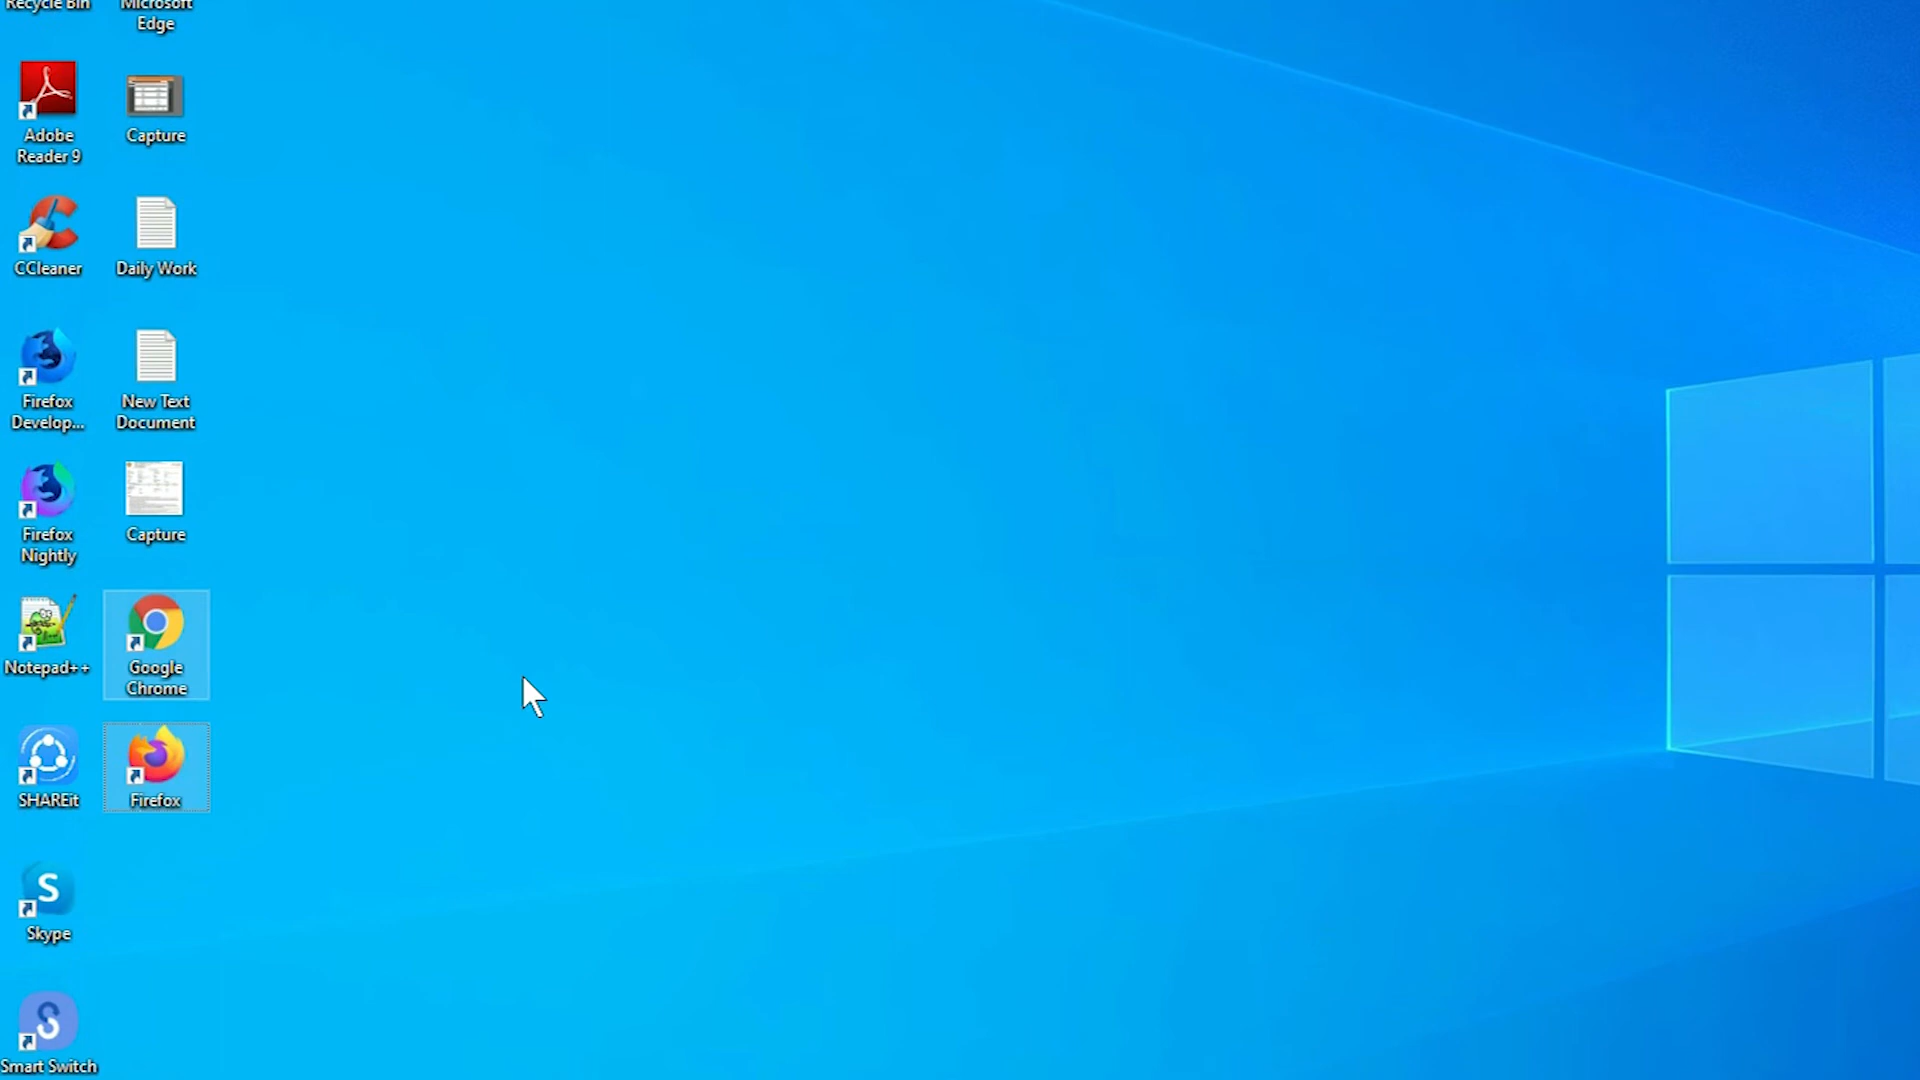 Recycle Bin
Microsoft
Edge
Adobe
Reader 9
Capture
CCleaner
Daily Work
Firefox
Develop...
New Text
Document
Firefox
Nightly
Capture
Notepad++
Google
Chrome
SHAREit
Firefox
Skype
Smart Switch